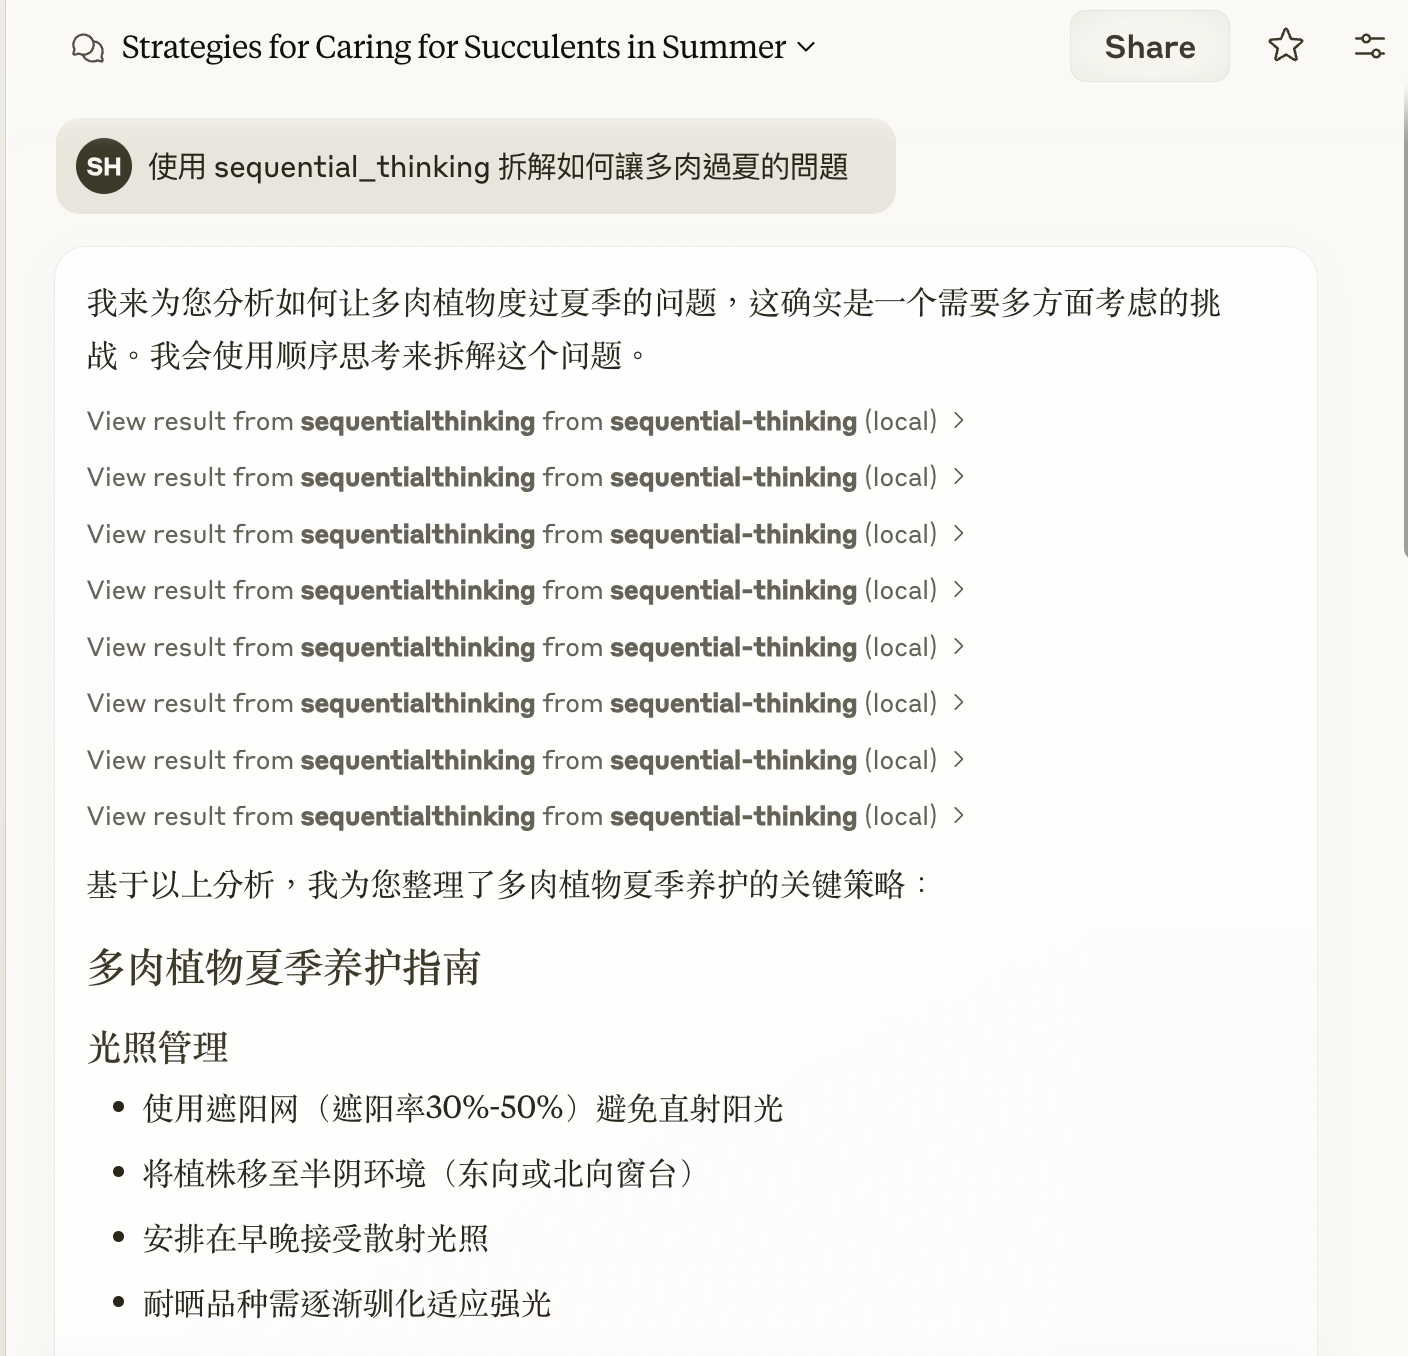 Strategies for Caring for Succulents in Summer
Share
SH
使用 sequential_thinking 拆解如何讓多肉過夏的問題
我来为您分析如何让多肉植物度过夏季的问题，这确实是一个需要多方面考虑的挑
战。我会使用顺序思考来拆解这个问题。
View result from sequentialthinking from sequential-thinking (local)
View result from sequentialthinking from sequential-thinking (local)
View result from sequentialthinking from sequential-thinking (local)
View result from sequentialthinking from sequential-thinking (local)
View result from sequentialthinking from sequential-thinking (local)
View result from sequentialthinking from sequential-thinking (local)
View result from sequentialthinking from sequential-thinking (local)
View result from sequentialthinking from sequential-thinking (local)
基于以上分析，我为您整理了多肉植物夏季养护的关键策略：
多肉植物夏季养护指南
光照管理
• 使用遮阳网（遮阳率30%-50%）避免直射阳光
• 将植株移至半阴环境（东向或北向窗台）
• 安排在早晚接受散射光照
• 耐晒品种需逐渐驯化适应强光